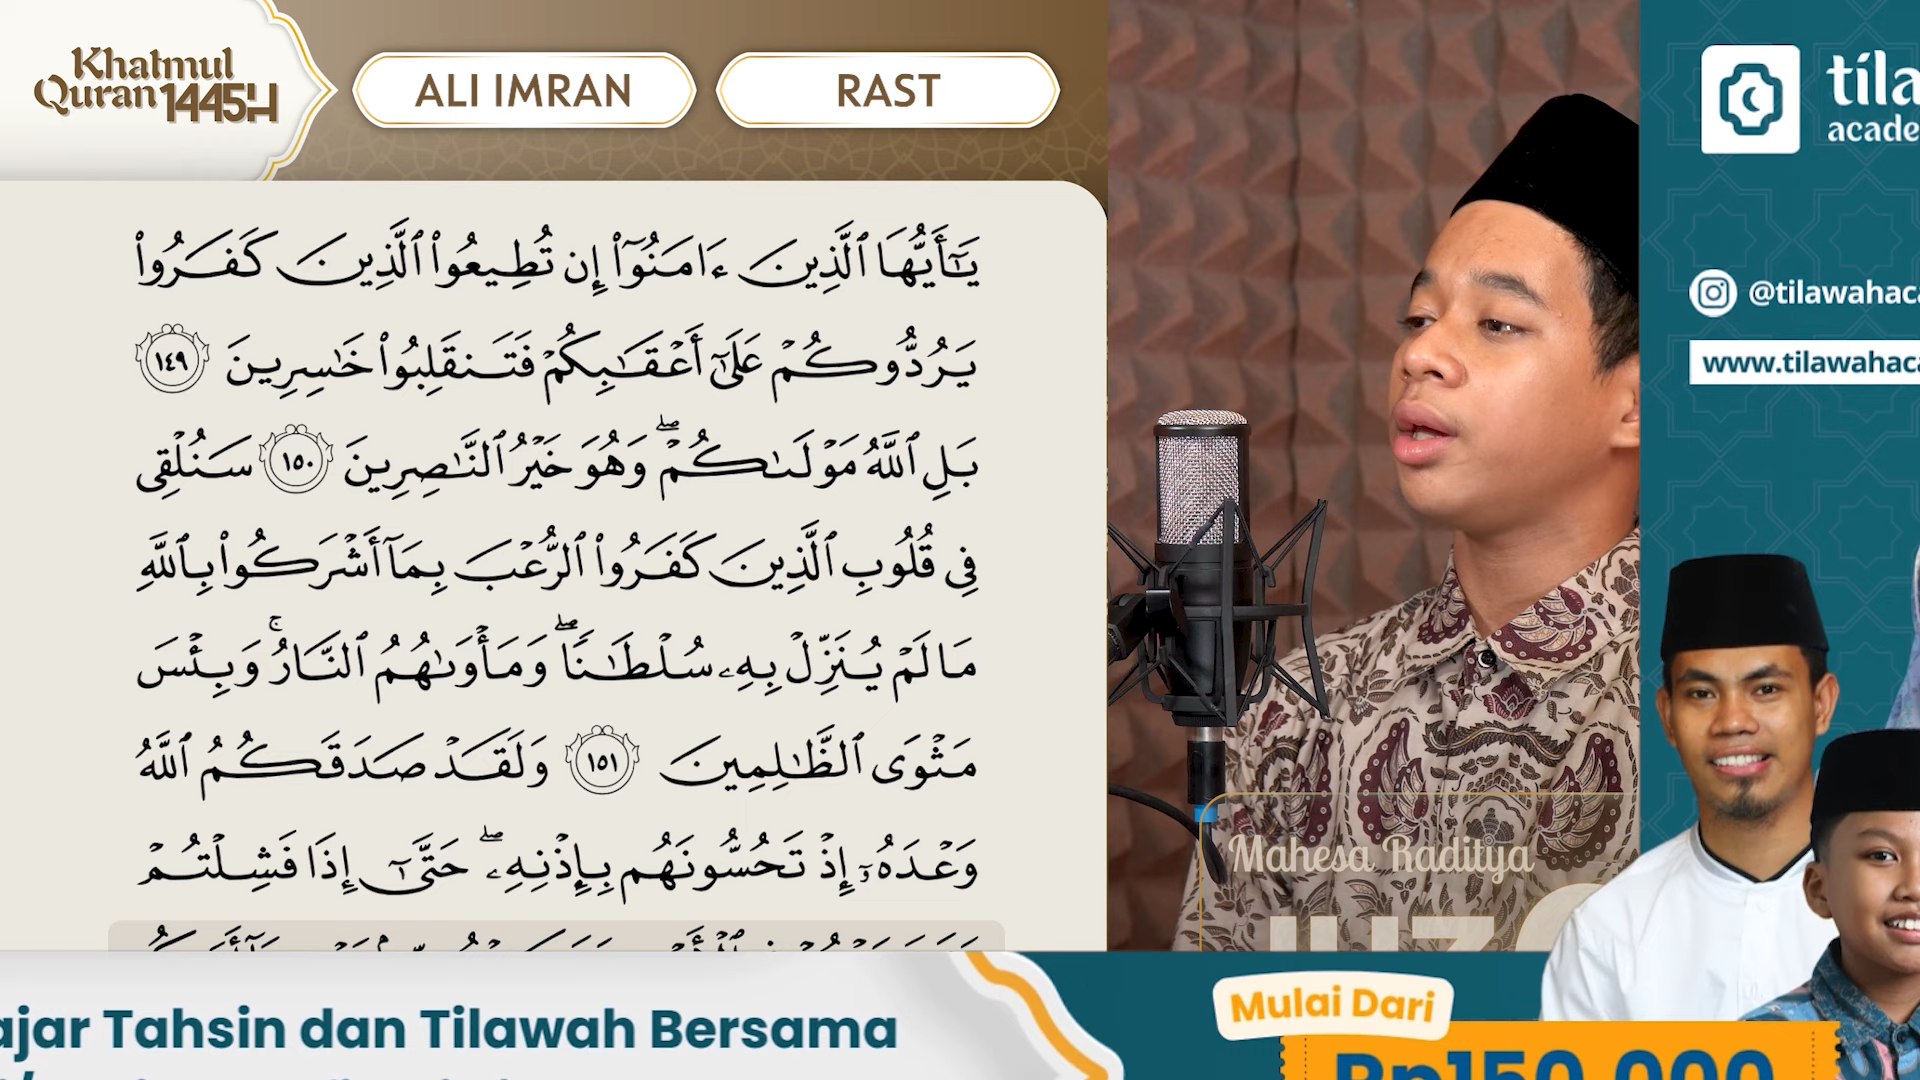 Khatmul
Quran 1445H
ALI IMRAN
RAST
يَـٰٓأَيُّهَا ٱلَّذِينَ ءَامَنُوٓا۟ إِن تُطِيعُوا۟ ٱلَّذِينَ كَفَرُوا۟
يَرُدُّوكُمْ عَلَىٰٓ أَعْقَـٰبِكُمْ فَتَنقَلِبُوا۟ خَـٰسِرِينَ ١٤٩
بَلِ ٱللَّهُ مَوْلَىٰكُمْ ۖ وَهُوَ خَيْرُ ٱلنَّـٰصِرِينَ ١٥٠ سَنُلْقِى
فِى قُلُوبِ ٱلَّذِينَ كَفَرُوا۟ ٱلرُّعْبَ بِمَآ أَشْرَكُوا۟ بِٱللَّهِ
مَا لَمْ يُنَزِّلْ بِهِۦ سُلْطَـٰنًا ۖ وَمَأْوَىٰهُمُ ٱلنَّارُ ۚ وَبِئْسَ
مَثْوَى ٱلظَّـٰلِمِينَ ١٥١ وَلَقَدْ صَدَقَكُمُ ٱللَّهُ
وَعْدَهُۥٓ إِذْ تَحُسُّونَهُم بِإِذْنِهِۦ ۖ حَتَّىٰٓ إِذَا فَشِلْتُمْ
Mahesa Raditya
tila
acade
@tilawahaca
www.tilawahaca
ajar Tahsin dan Tilawah Bersama
Mulai Dari
Rp150.000